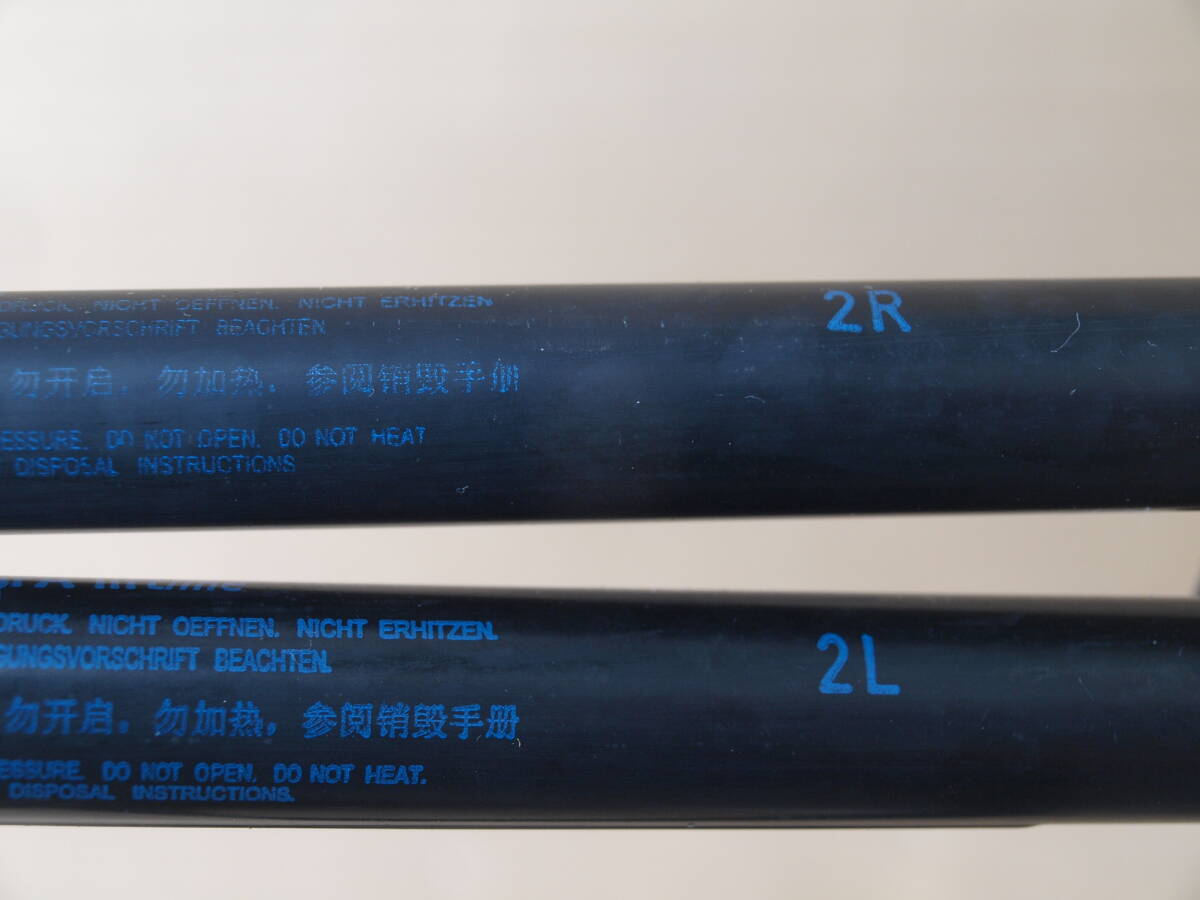 DRUCK. NICHT OEFFNEN. NICHT ERHITZEN
GUNGSVORSCHRIFT BEACHTEN
勿开启，勿加热，参阅销毁手册
ESSURE. DO NOT OPEN. DO NOT HEAT
DISPOSAL INSTRUCTIONS
2R
DRUCK. NICHT OEFFNEN. NICHT ERHITZEN.
GUNGSVORSCHRIFT BEACHTEN.
勿开启，勿加热，参阅销毁手册
ESSURE. DO NOT OPEN. DO NOT HEAT.
DISPOSAL INSTRUCTIONS.
2L